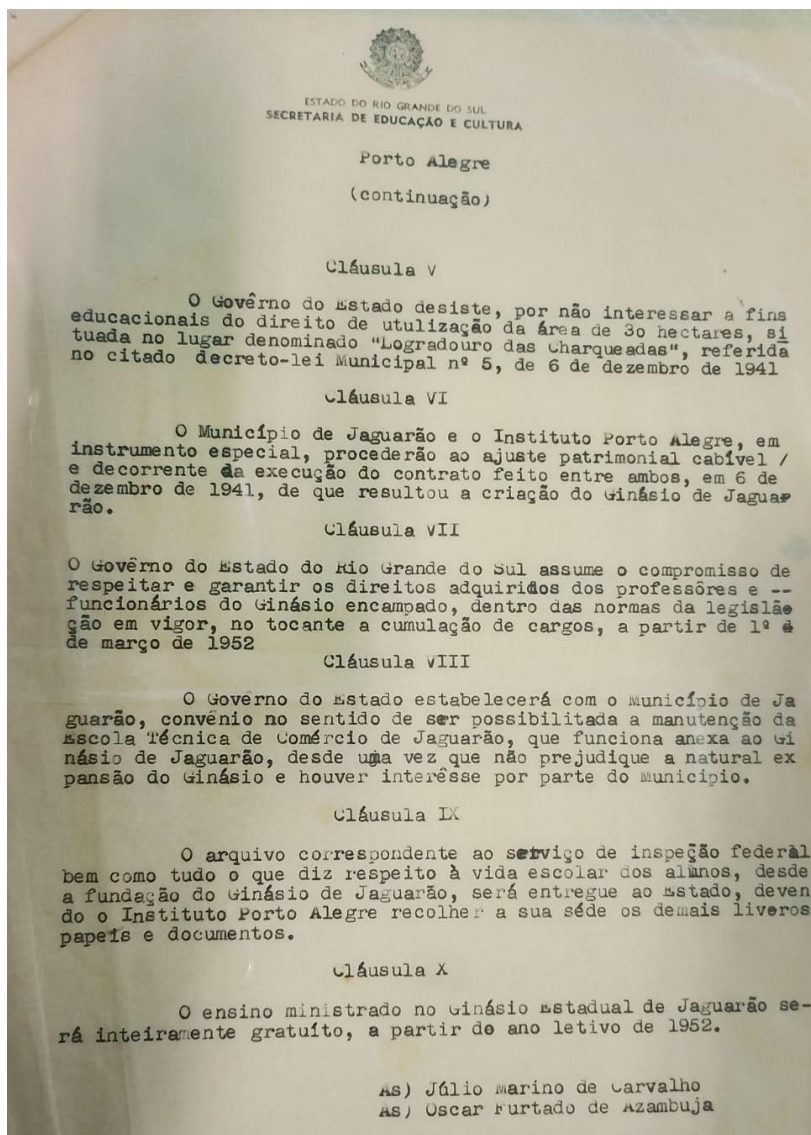 ESTADO DO RIO GRANDE DO SUL
SECRETARIA DE EDUCAÇÃO E CULTURA
Porto Alegre
(continuação)
Cláusula V
O Govêrno do Estado desiste, por não interessar a fins
educacionais do direito de utulização da área de 3o hectares, si
tuada no lugar denominado "Logradouro das Charqueadas", referida
no citado decreto-lei Municipal nº 5, de 6 de dezembro de 1941
Cláusula VI
O Município de Jaguarão e o Instituto Porto Alegre, em
instrumento especial, procederão ao ajuste patrimonial cabível /
e decorrente da execução do contrato feito entre ambos, em 6 de
dezembro de 1941, de que resultou a criação do Ginásio de Jagua
rão.
Cláusula VII
O Govêrno do Estado do Rio Grande do Sul assume o compromisso de
respeitar e garantir os direitos adquiridos dos professôres e --
funcionários do Ginásio encampado, dentro das normas da legisla
ção em vigor, no tocante a cumulação de cargos, a partir de 1º
de março de 1952
Cláusula VIII
O Governo do Estado estabelecerá com o Município de Ja
guarão, convênio no sentido de ser possibilitada a manutenção da
Escola Técnica de Comércio de Jaguarão, que funciona anexa ao Gi
násio de Jaguarão, desde uma vez que não prejudique a natural ex
pansão do Ginásio e houver interêsse por parte do Municipio.
Cláusula IX
O arquivo correspondente ao serviço de inspeção federal
bem como tudo o que diz respeito à vida escolar dos alunos, desde
a fundação do Ginásio de Jaguarão, será entregue ao Estado, deven
do o Instituto Porto Alegre recolher a sua séde os demais liveros
papeis e documentos.
Cláusula X
O ensino ministrado no Ginásio Estadual de Jaguarão se-
rá inteiramente gratuíto, a partir do ano letivo de 1952.
As) Júlio Marino de Carvalho
As) Oscar Furtado de Azambuja